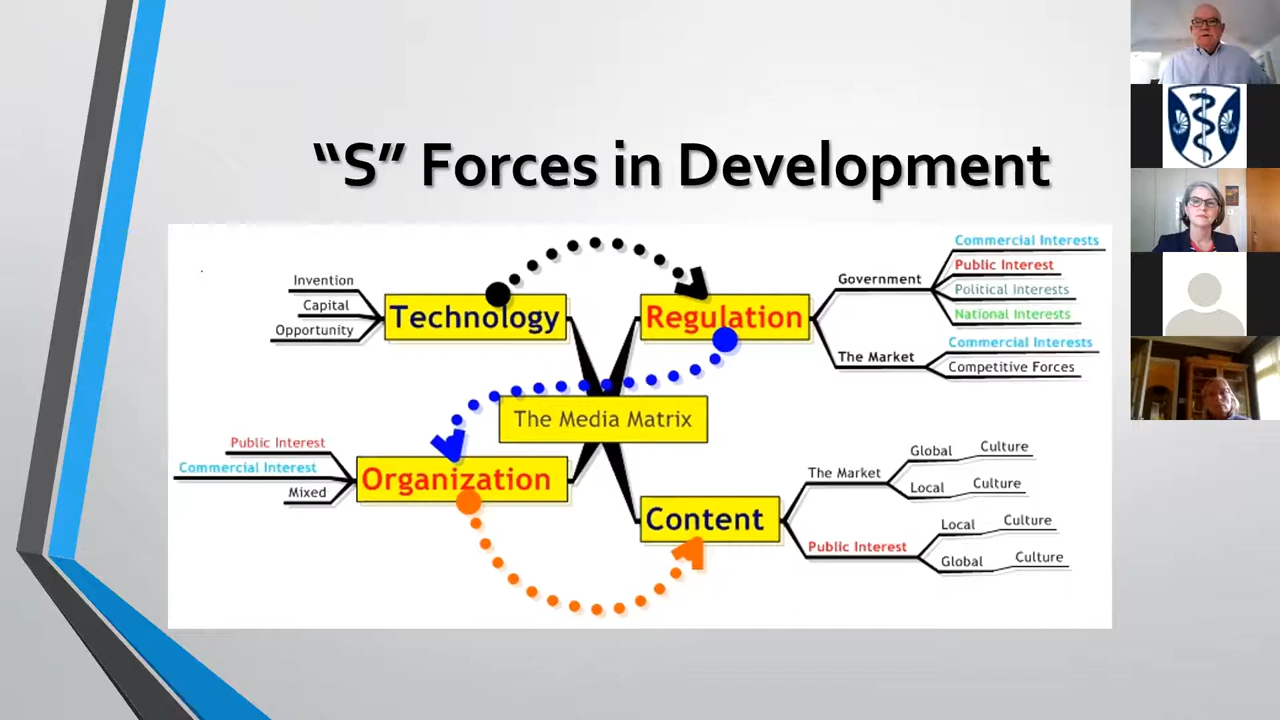 “S” Forces in Development
Invention
Capital
Opportunity
Technology
Regulation
Government
Commercial Interests
Public Interest
Political Interests
National Interests
The Market
Commercial Interests
Competitive Forces
The Media Matrix
Public Interest
Commercial Interest
Mixed
Organization
Content
The Market
Global Culture
Local Culture
Public Interest
Local Culture
Global Culture